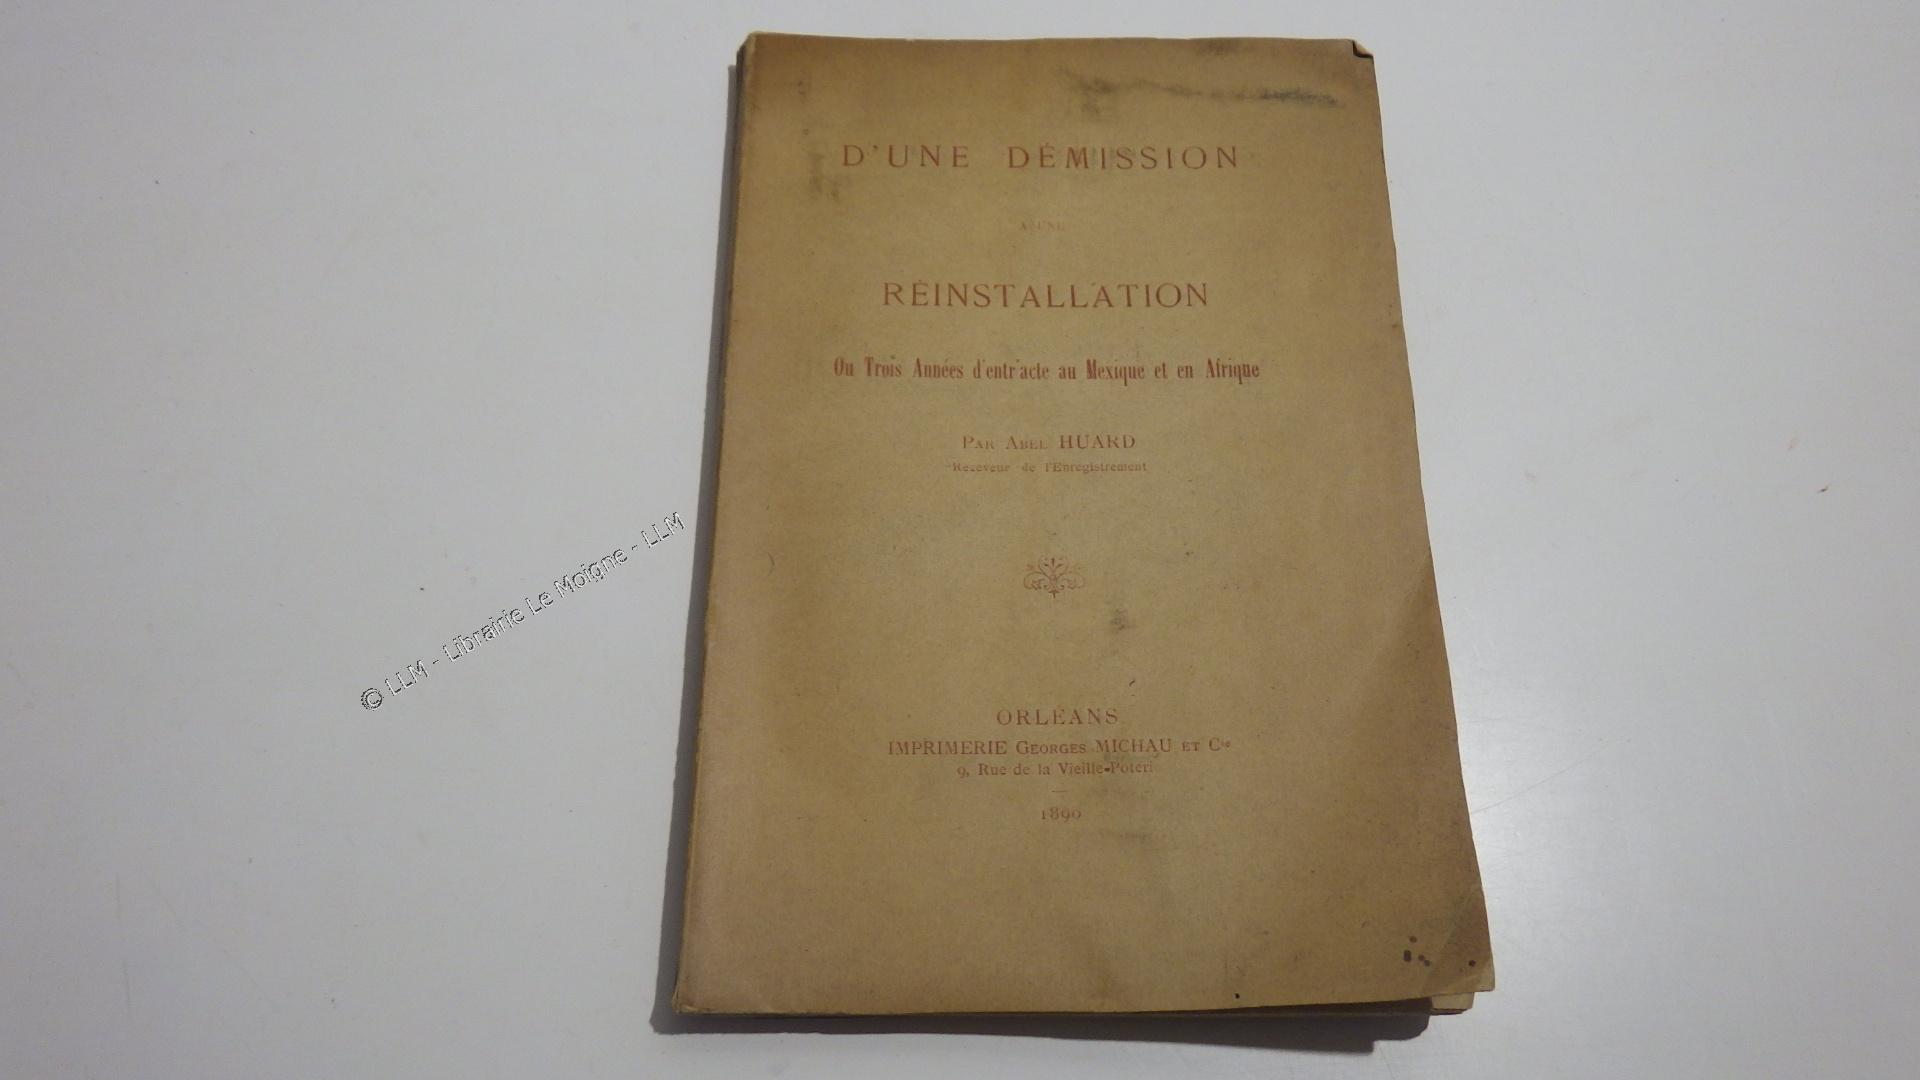 D'UNE DÉMISSION
A UNE
RÉINSTALLATION
Ou Trois Années d'entr'acte au Mexique et en Afrique
PAR ABEL HUARD
Receveur de l'Enregistrement
ORLÉANS
IMPRIMERIE GEORGES MICHAU ET Cie
9, Rue de la Vieille-Poteri
1890
© LLM - Librairie Le Moigne - LLM